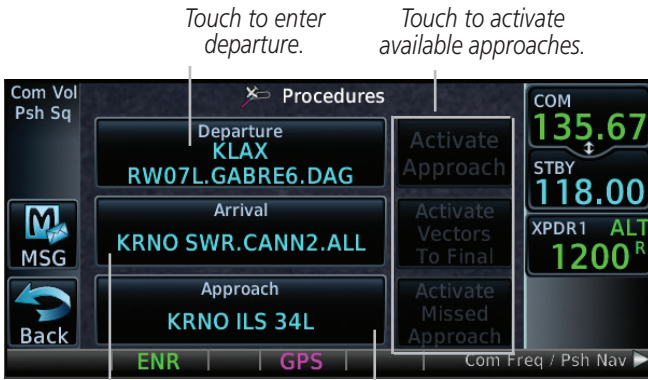 Touch to enter
departure.
Touch to activate
available approaches.
Com Vol
Psh Sq
Procedures
COM
135.67
STBY
118.00
XPDR1 ALT
1200 R
Departure
KLAX
RW07L.GABRE6.DAG
Activate
Approach
Arrival
KRNO SWR.CANN2.ALL
Activate
Vectors
To Final
Approach
KRNO ILS 34L
Activate
Missed
Approach
MSG
Back
ENR
GPS
Com Freq / Psh Nav